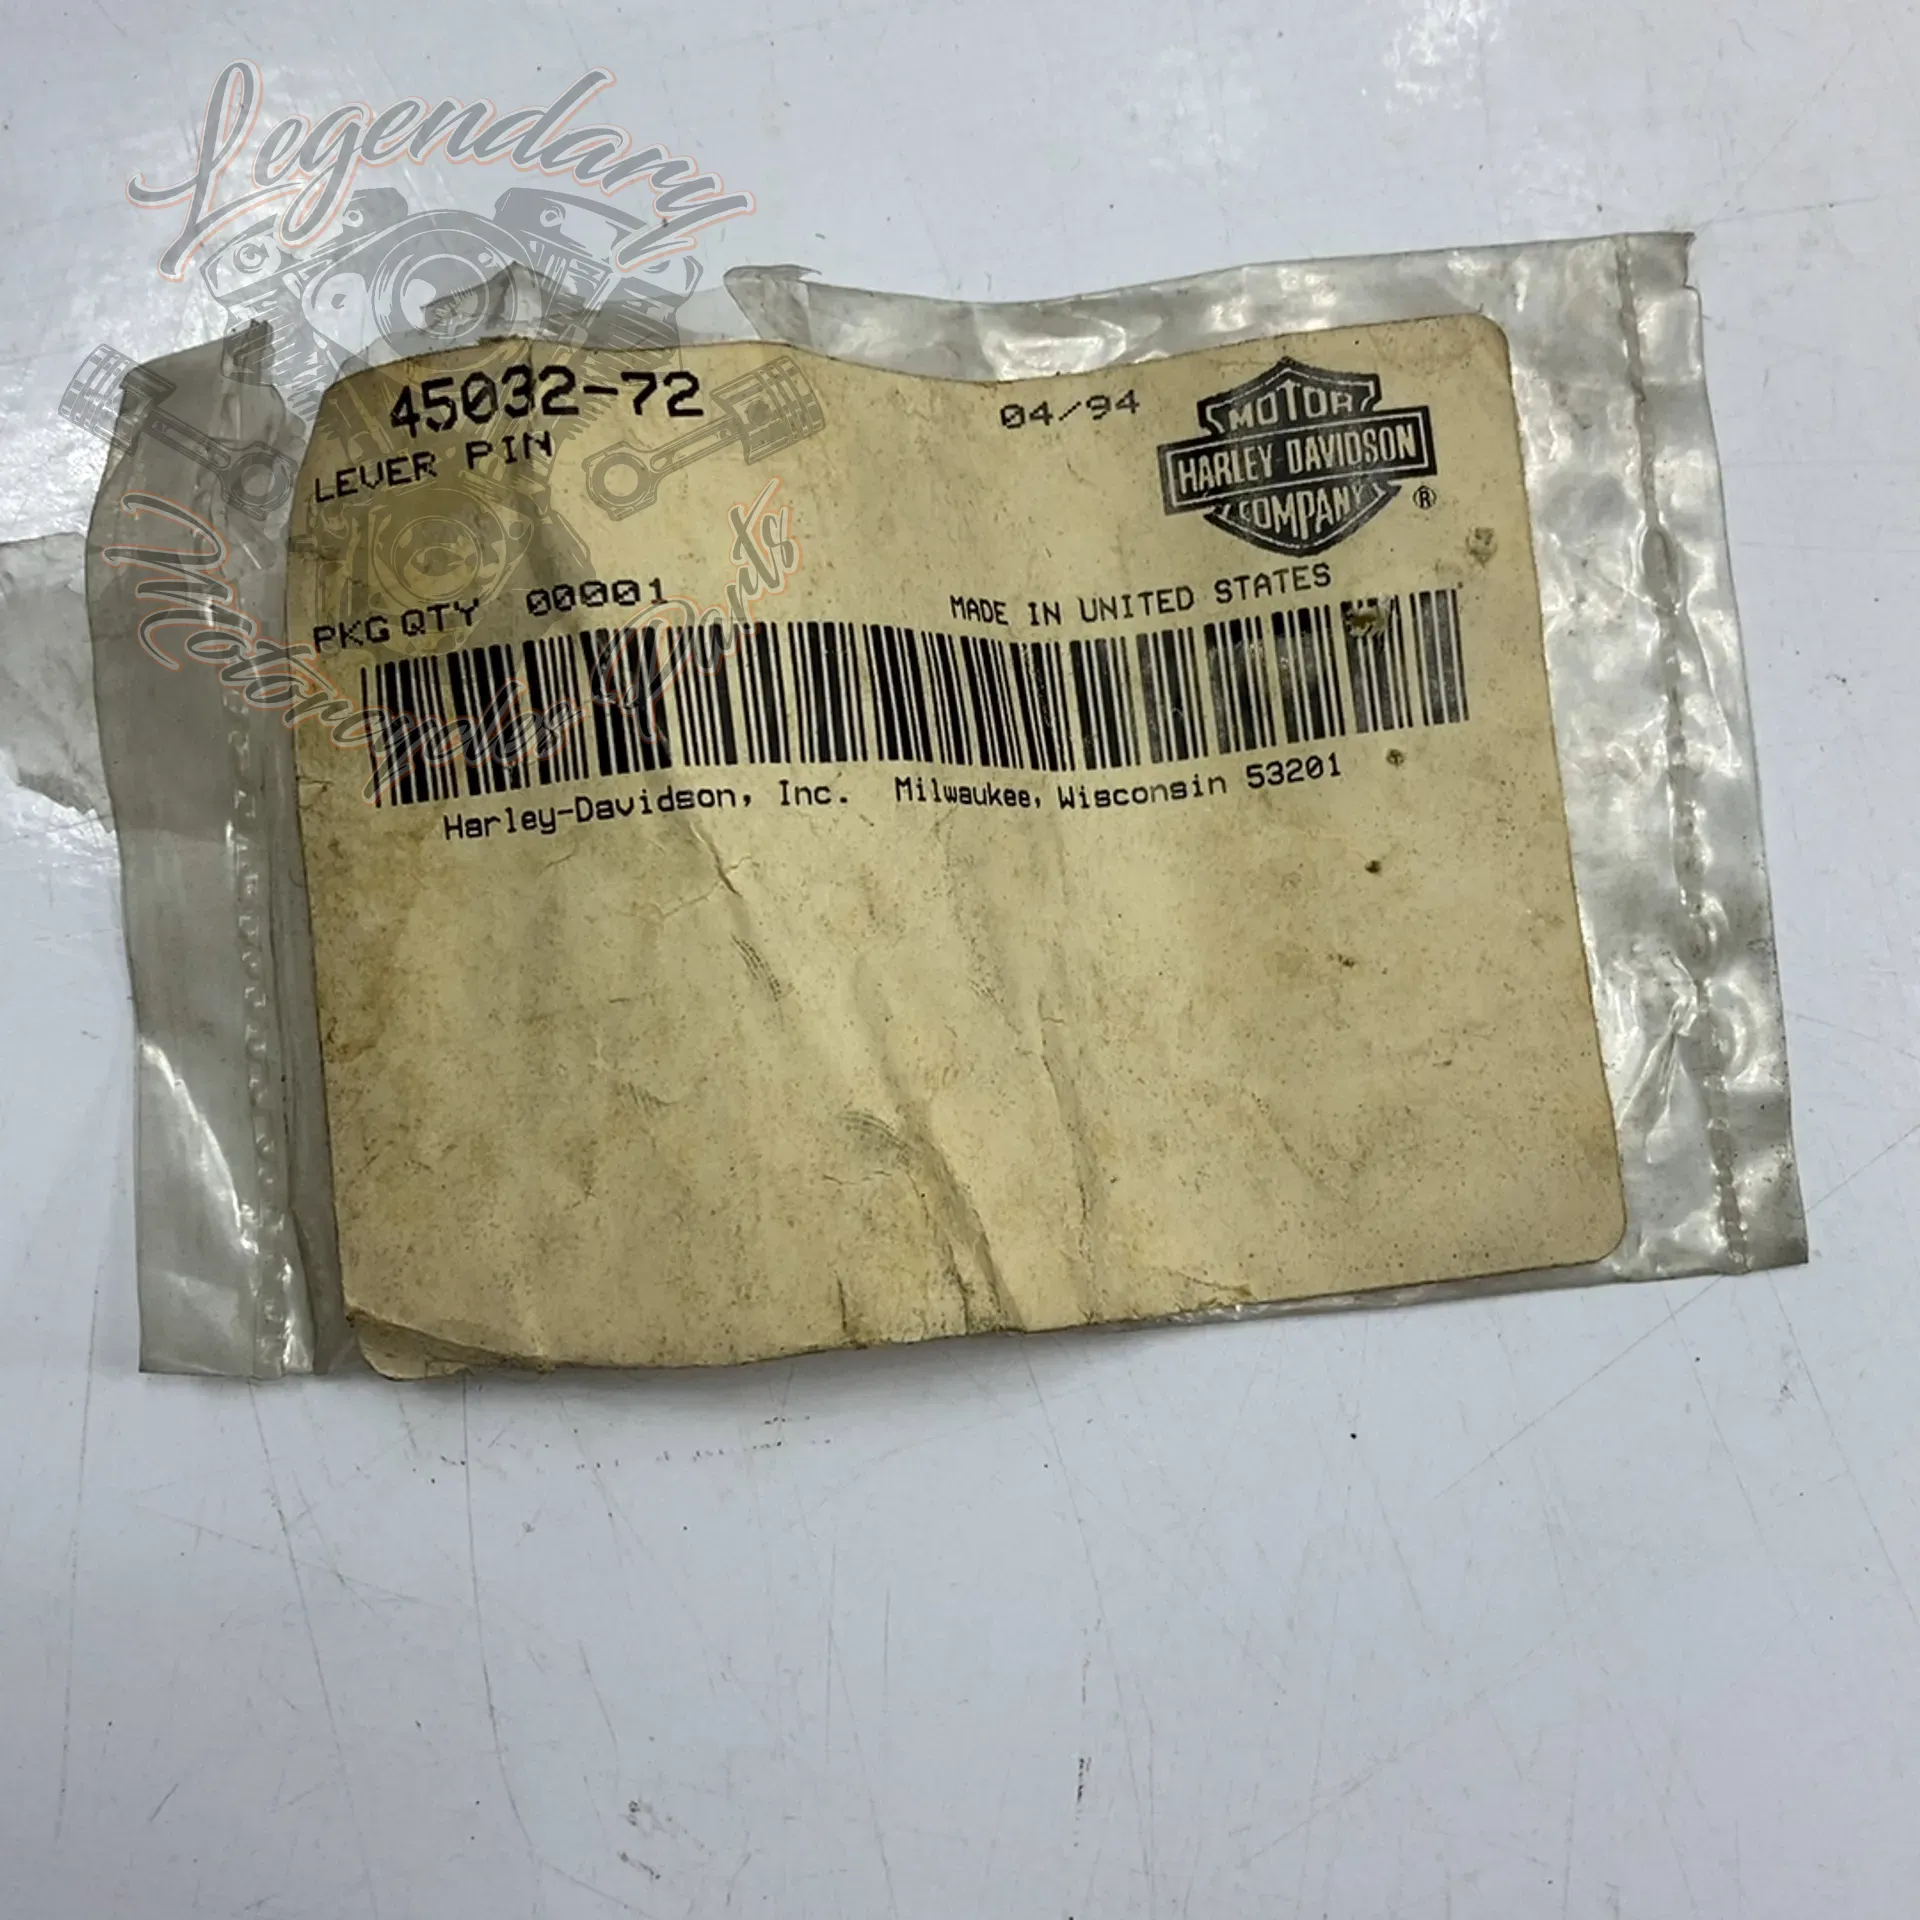 Legendary
Motorcycles Parts
45032-72
04/94
LEVER PIN
MOTOR
HARLEY-DAVIDSON
COMPANY
®
PKG QTY 00001
MADE IN UNITED STATES
Harley-Davidson, Inc. Milwaukee, Wisconsin 53201